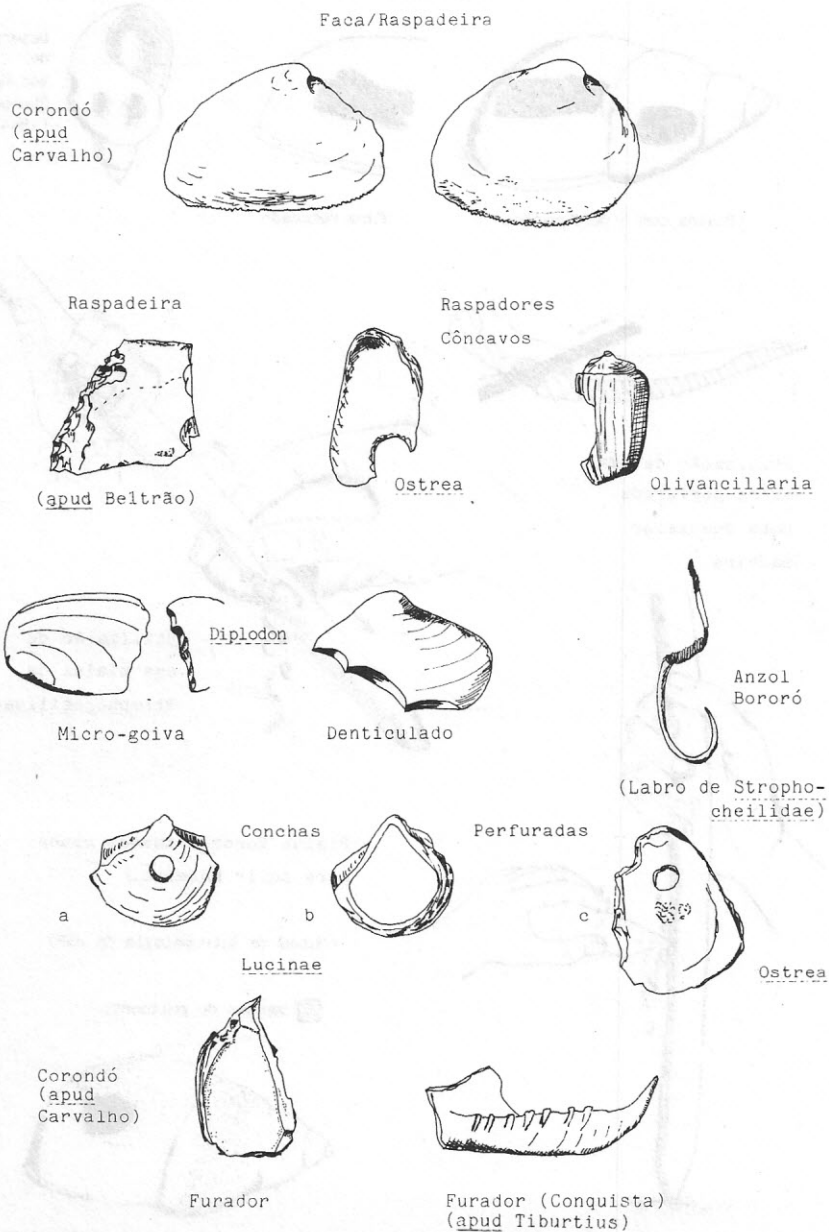 Faca/Raspadeira
Corondó
(apud
Carvalho)
Raspadeira
Raspadores
Côncavos
(apud Beltrão)
Ostrea
Olivancillaria
Diplodon
Micro-goiva
Denticulado
Anzol
Bororó
(Labro de Stropho-
cheilidae)
Conchas
Perfuradas
a
b
c
Lucinae
Ostrea
Corondó
(apud
Carvalho)
Furador
Furador (Conquista)
(apud Tiburtius)